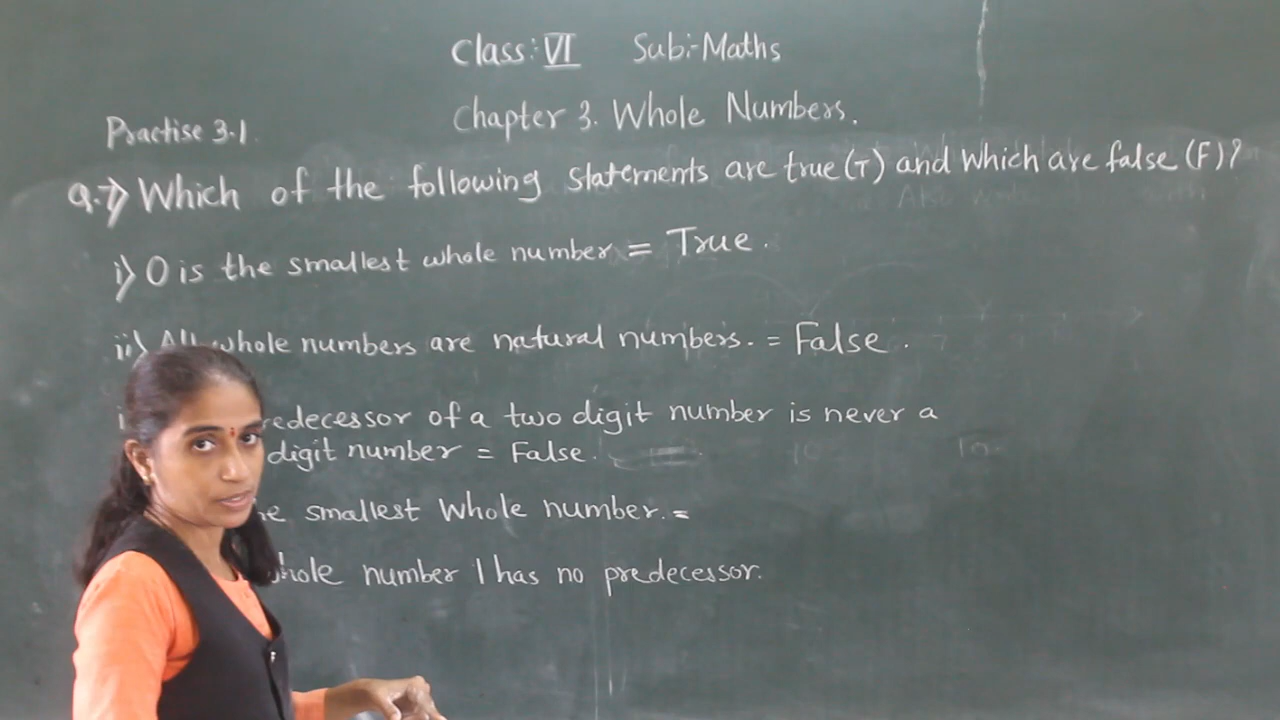 Class:- VI Sub:- Maths
Chapter 3. Whole Numbers.
Practise 3.1.
Q.7) Which of the following statements are true (T) and which are false (F)?
i) 0 is the smallest whole number = True.
ii) All whole numbers are natural numbers. = False.
of a two digit number is never a
digit number = False.
smallest whole number. =
number 1 has no predecessor.